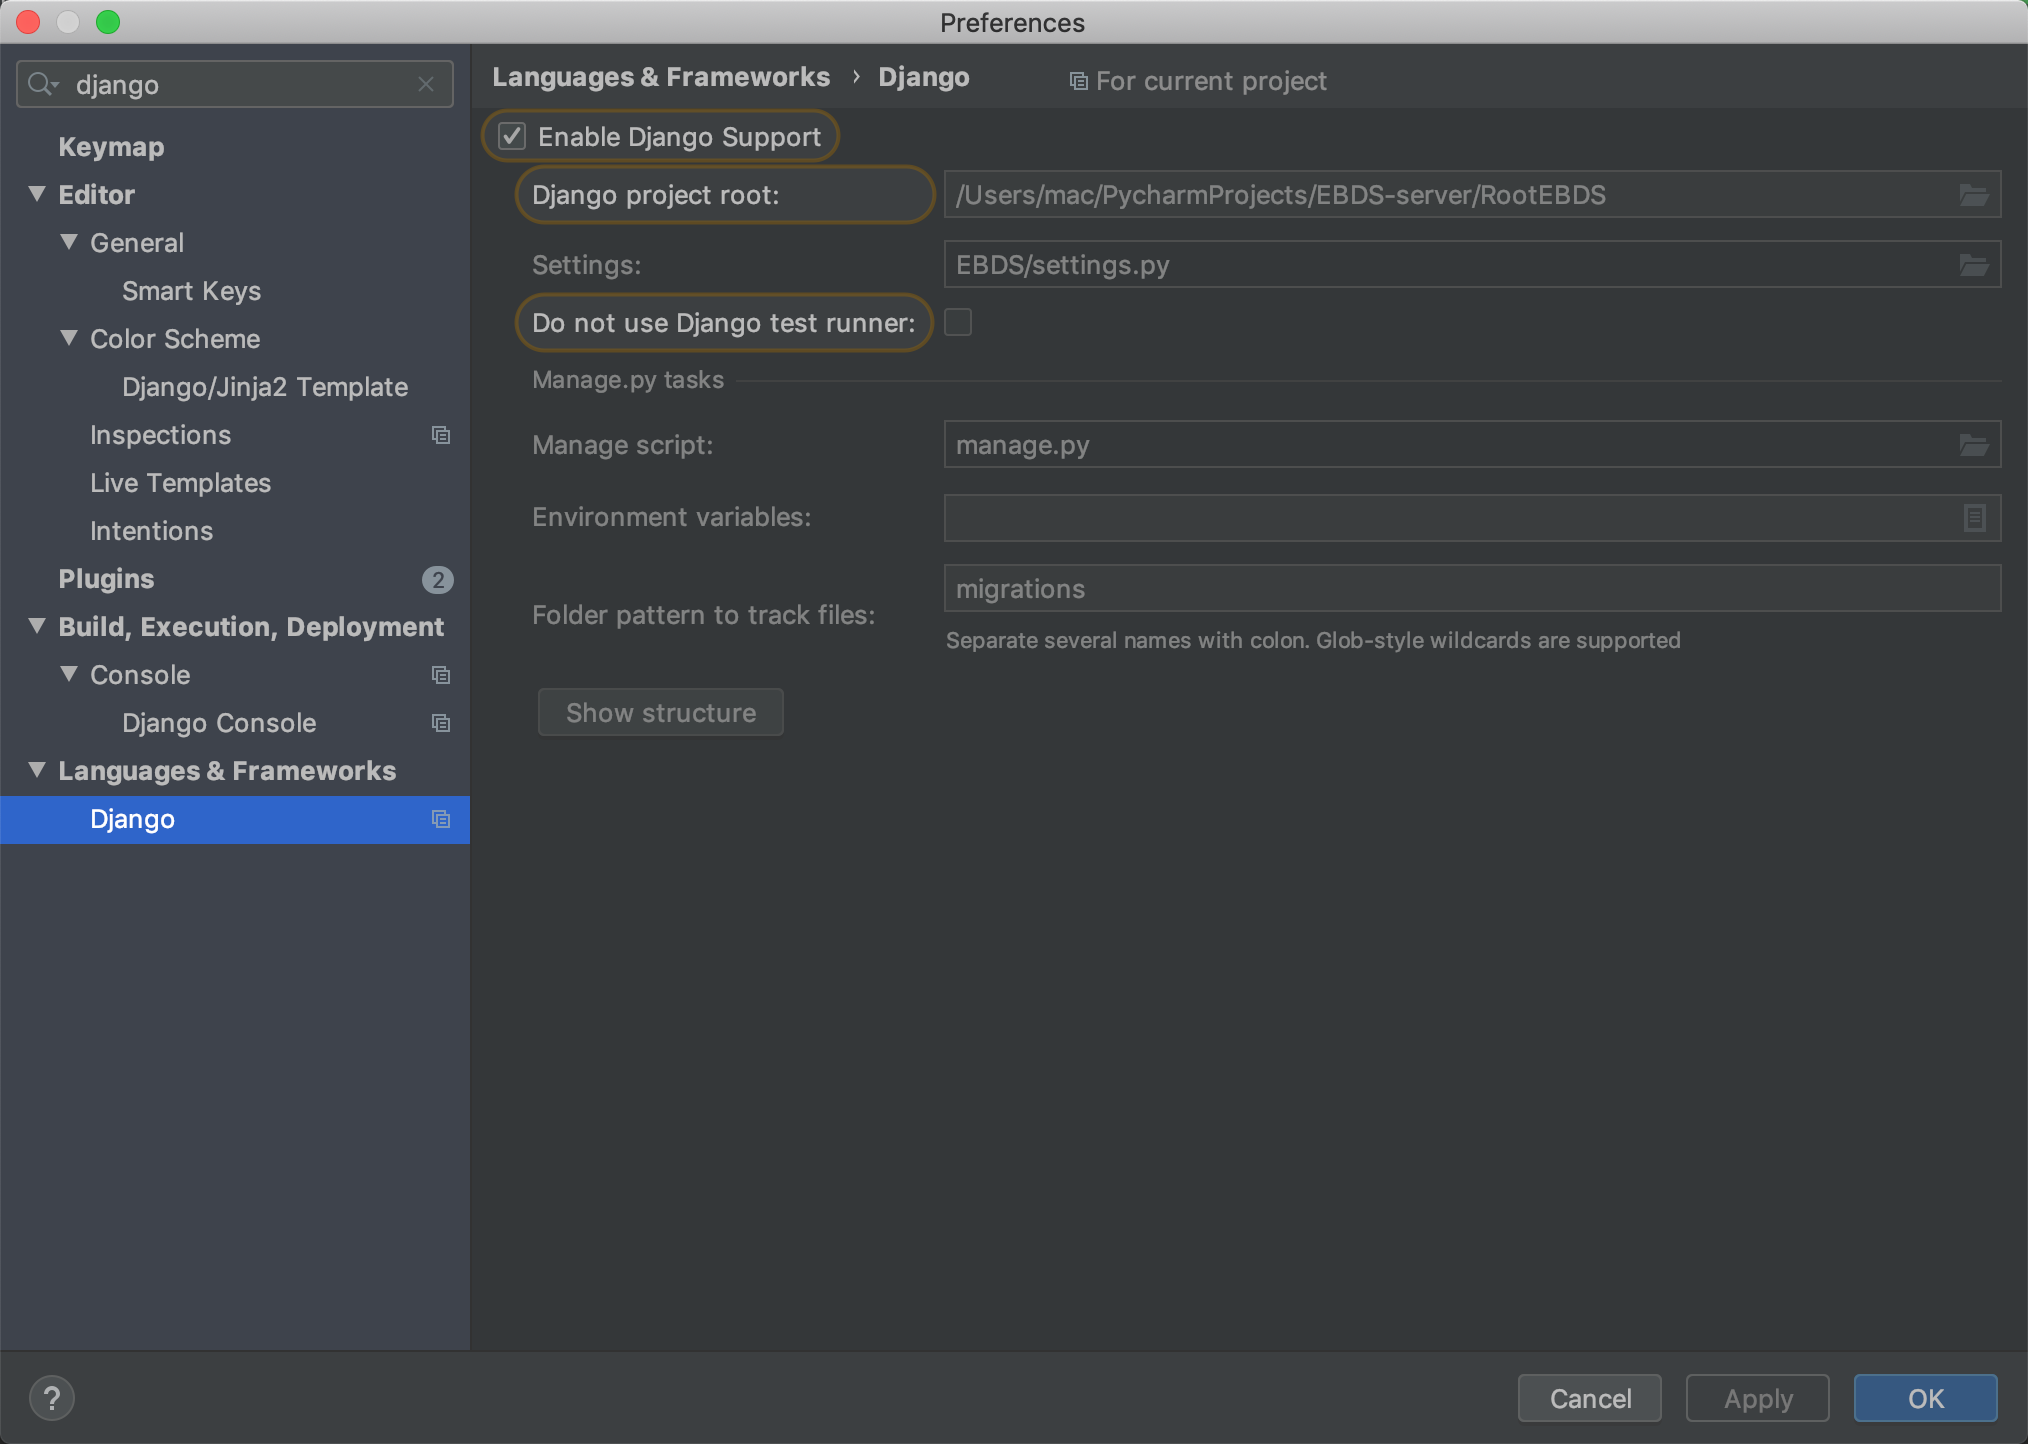 Preferences
django
Keymap
Editor
General
Smart Keys
Color Scheme
Django/Jinja2 Template
Inspections
Live Templates
Intentions
Plugins 2
Build, Execution, Deployment
Console
Django Console
Languages & Frameworks
Django
Languages & Frameworks › Django For current project
Enable Django Support
Django project root: /Users/mac/PycharmProjects/EBDS-server/RootEBDS
Settings: EBDS/settings.py
Do not use Django test runner:
Manage.py tasks
Manage script: manage.py
Environment variables:
Folder pattern to track files: migrations
Separate several names with colon. Glob-style wildcards are supported
Show structure
? Cancel Apply OK